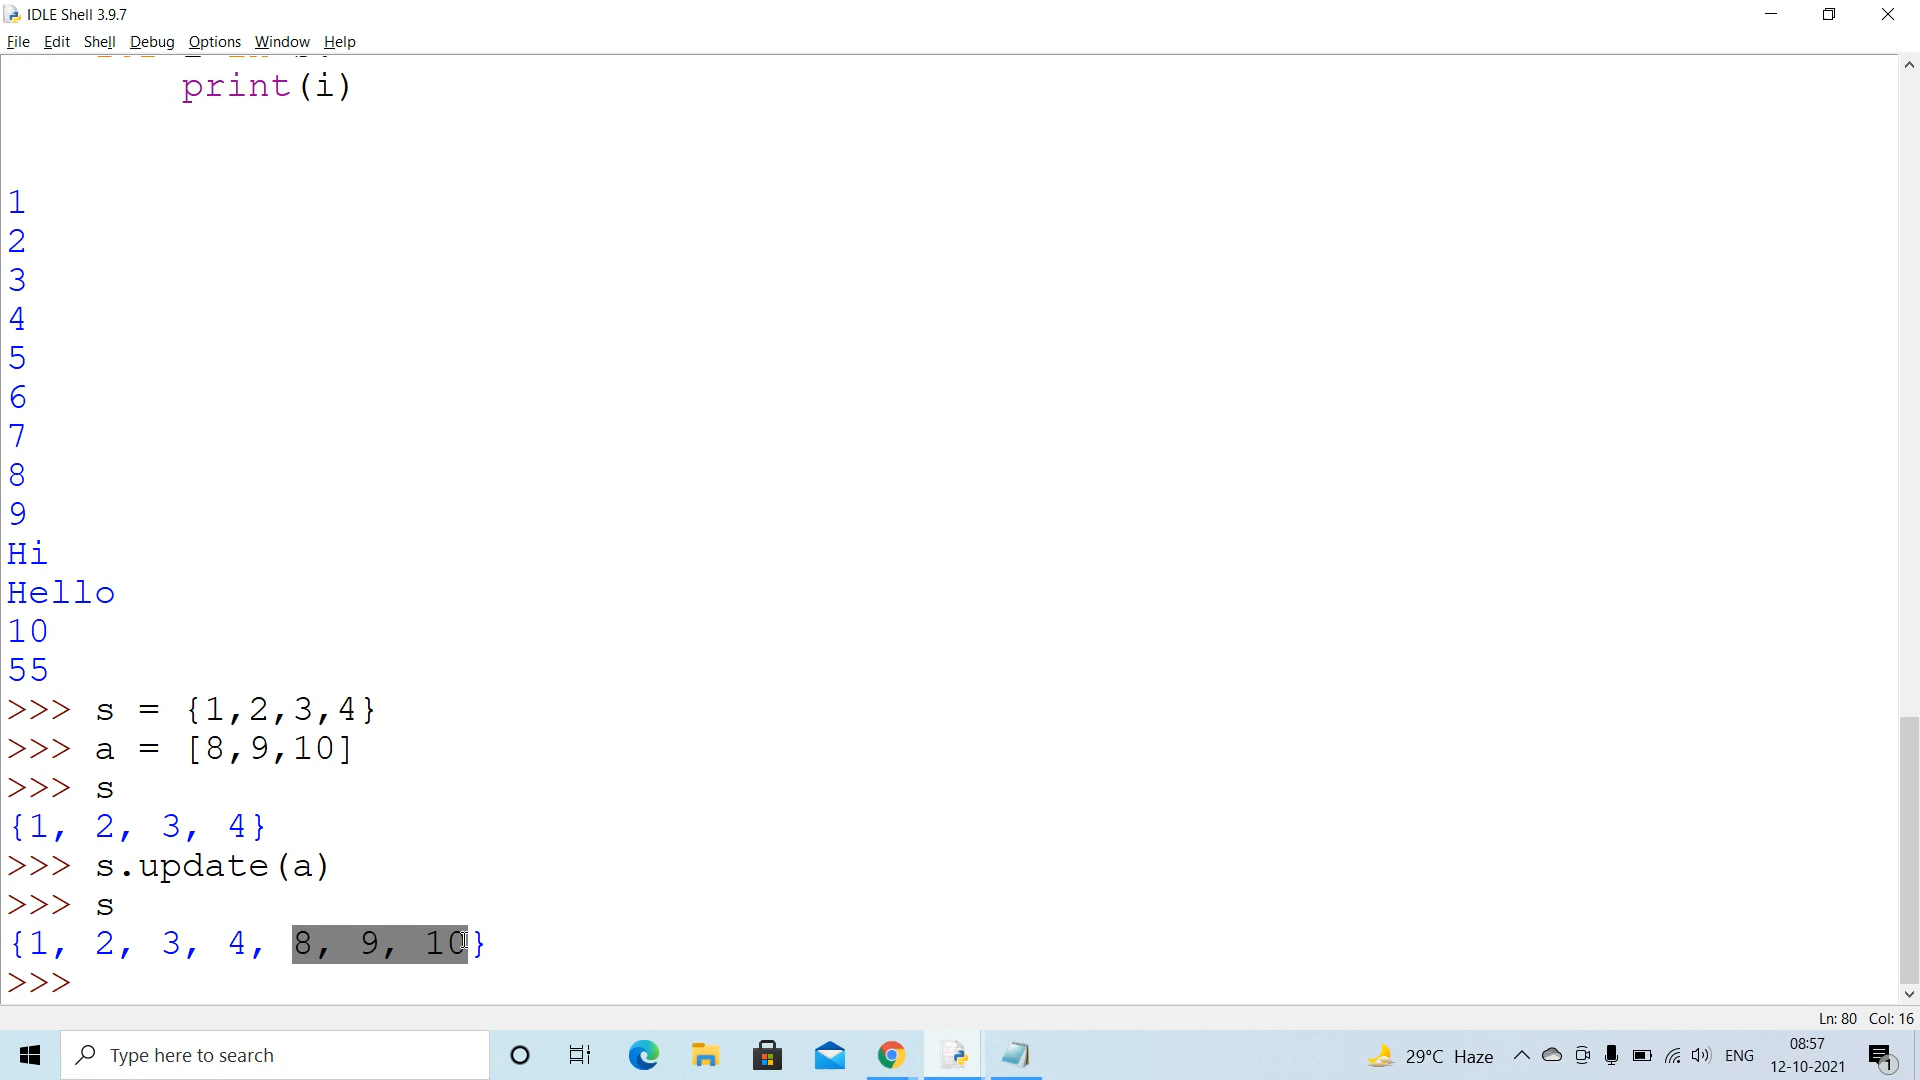 IDLE Shell 3.9.7
File Edit Shell Debug Options Window Help
print(i)
1
2
3
4
5
6
7
8
9
Hi
Hello
10
55
>>> s = {1,2,3,4}
>>> a = [8,9,10]
>>> s
{1, 2, 3, 4}
>>> s.update(a)
>>> s
{1, 2, 3, 4, 8, 9, 10}
>>>
Ln: 80 Col: 16
Type here to search
29°C Haze
ENG
08:57
12-10-2021
1